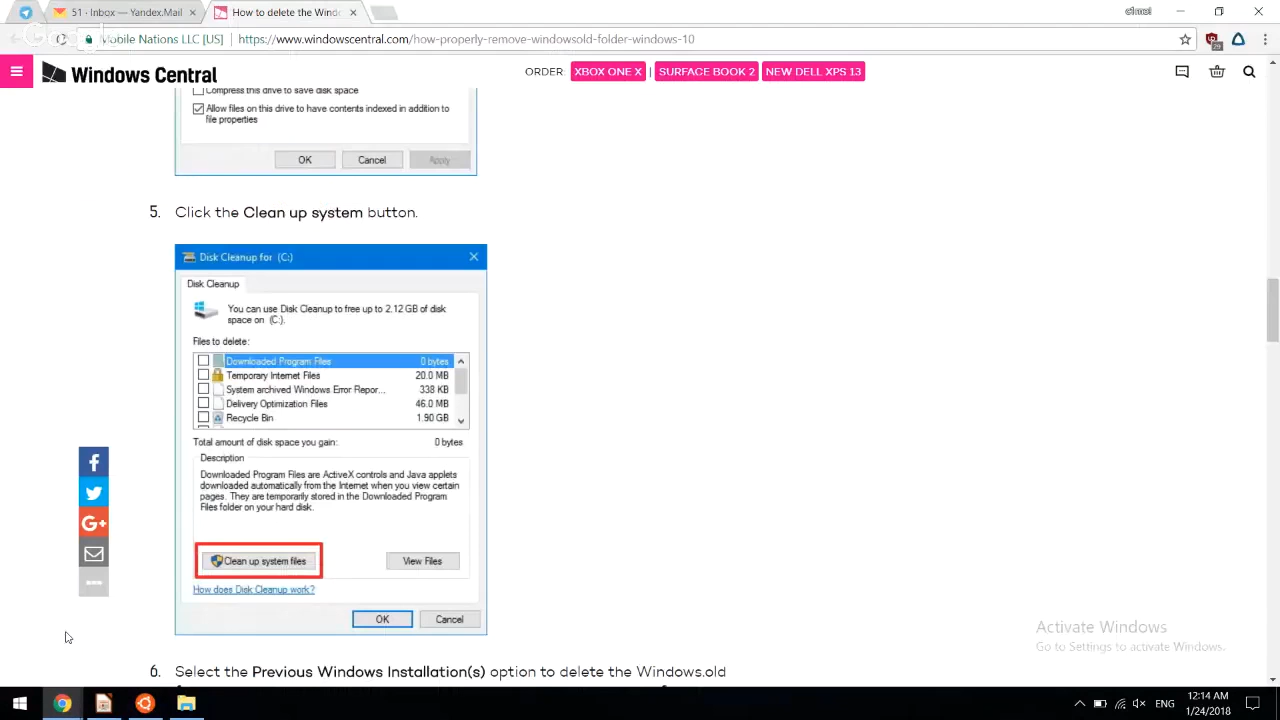 51 · Inbox — Yandex.Mail
How to delete the Windo
elmol
Mobile Nations LLC [US]
https://www.windowscentral.com/how-properly-remove-windowsold-folder-windows-10
29
Windows Central
ORDER: XBOX ONE X | SURFACE BOOK 2 NEW DELL XPS 13
Compress this drive to save disk space
Allow files on this drive to have contents indexed in addition to
file properties
OK Cancel Apply
5. Click the Clean up system button.
Disk Cleanup for (C:)
Disk Cleanup
You can use Disk Cleanup to free up to 2.12 GB of disk
space on (C:).
Files to delete:
Downloaded Program Files 0 bytes
Temporary Internet Files 20.0 MB
System archived Windows Error Repor... 338 KB
Delivery Optimization Files 46.0 MB
Recycle Bin 1.90 GB
Total amount of disk space you gain: 0 bytes
Description
Downloaded Program Files are ActiveX controls and Java applets
downloaded automatically from the Internet when you view certain
pages. They are temporarily stored in the Downloaded Program
Files folder on your hard disk.
Clean up system files View Files
How does Disk Cleanup work?
OK Cancel
f
G+
Activate Windows
Go to Settings to activate Windows.
6. Select the Previous Windows Installation(s) option to delete the Windows.old
ENG
12:14 AM
1/24/2018